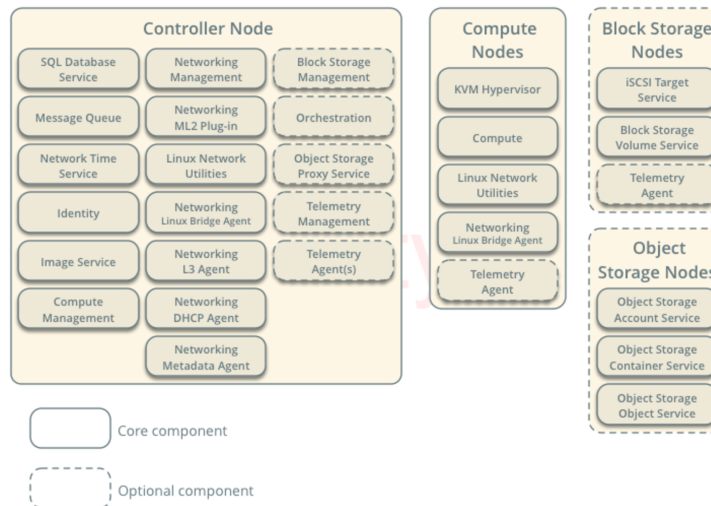 Controller Node
SQL Database
Service
Message Queue
Network Time
Service
Identity
Image Service
Compute
Management
Networking
Management
Networking
ML2 Plug-in
Linux Network
Utilities
Networking
Linux Bridge Agent
Networking
L3 Agent
Networking
DHCP Agent
Networking
Metadata Agent
Block Storage
Management
Orchestration
Object Storage
Proxy Service
Telemetry
Management
Telemetry
Agent(s)
Compute
Nodes
KVM Hypervisor
Compute
Linux Network
Utilities
Networking
Linux Bridge Agent
Telemetry
Agent
Block Storage
Nodes
iSCSI Target
Service
Block Storage
Volume Service
Telemetry
Agent
Object
Storage Nodes
Object Storage
Account Service
Object Storage
Container Service
Object Storage
Object Service
Core component
Optional component